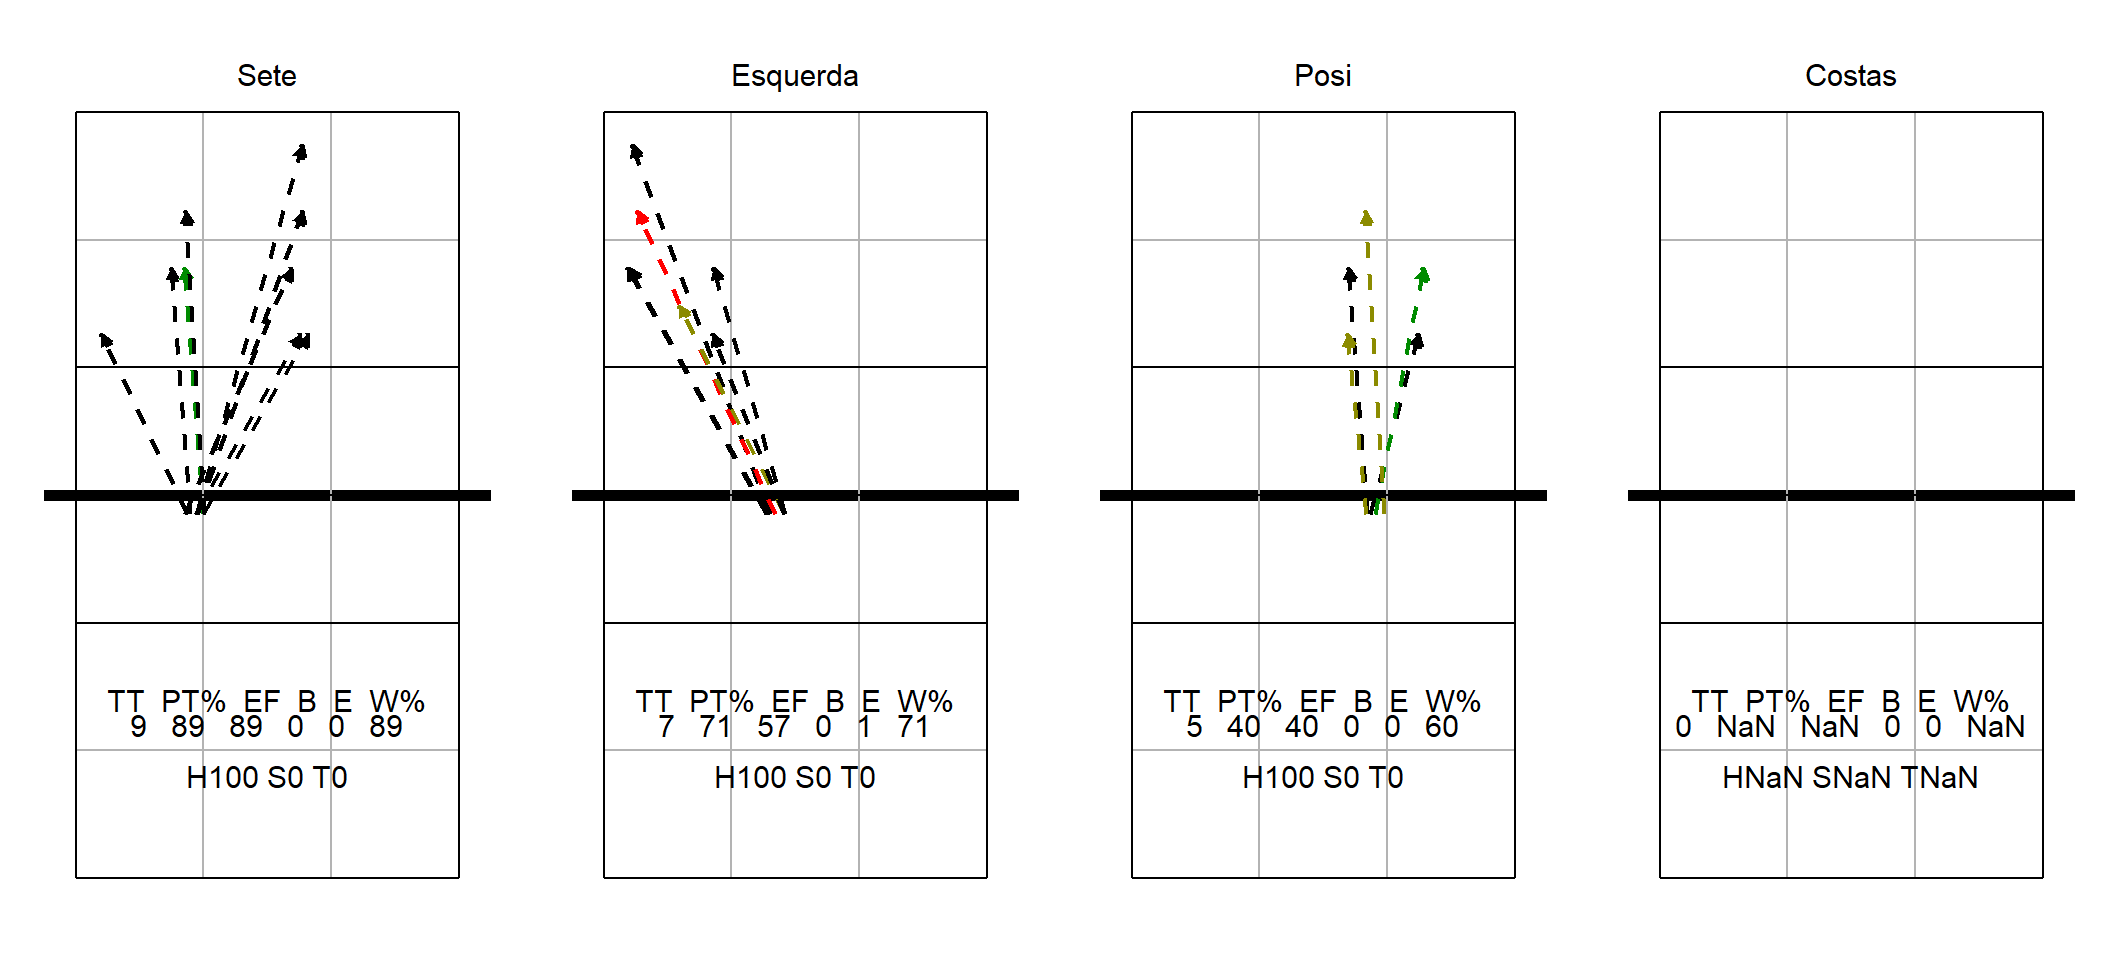 Sete
TT PT% EF B E W%
9 89 89 0 0 89
H100 S0 T0
Esquerda
TT PT% EF B E W%
7 71 57 0 1 71
H100 S0 T0
Posi
TT PT% EF B E W%
5 40 40 0 0 60
H100 S0 T0
Costas
TT PT% EF B E W%
0 NaN NaN 0 0 NaN
HNaN SNaN TNaN